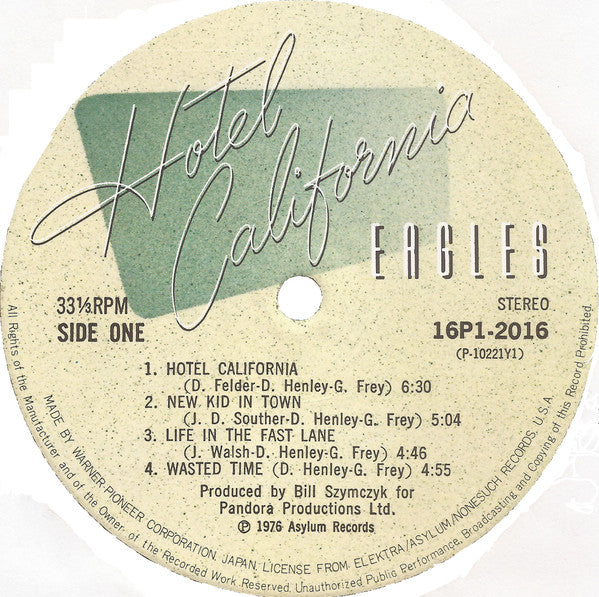 Hotel
California
EAGLES
33⅓RPM
SIDE ONE
STEREO
16P1-2016
(P-10221Y1)
1. HOTEL CALIFORNIA
(D. Felder-D. Henley-G. Frey) 6:30
2. NEW KID IN TOWN
(J. D. Souther-D. Henley-G. Frey) 5:04
3. LIFE IN THE FAST LANE
(J. Walsh-D. Henley-G. Frey) 4:46
4. WASTED TIME (D. Henley-G. Frey) 4:55
Produced by Bill Szymczyk for
Pandora Productions Ltd.
℗ 1976 Asylum Records
MADE BY WARNER-PIONEER CORPORATION, JAPAN, LICENSE FROM ELEKTRA/ASYLUM/NONESUCH RECORDS, U.S.A.
All Rights of the Manufacturer and of the Owner of the Recorded Work Reserved. Unauthorized Public Performance, Broadcasting and Copying of this Record Prohibited.